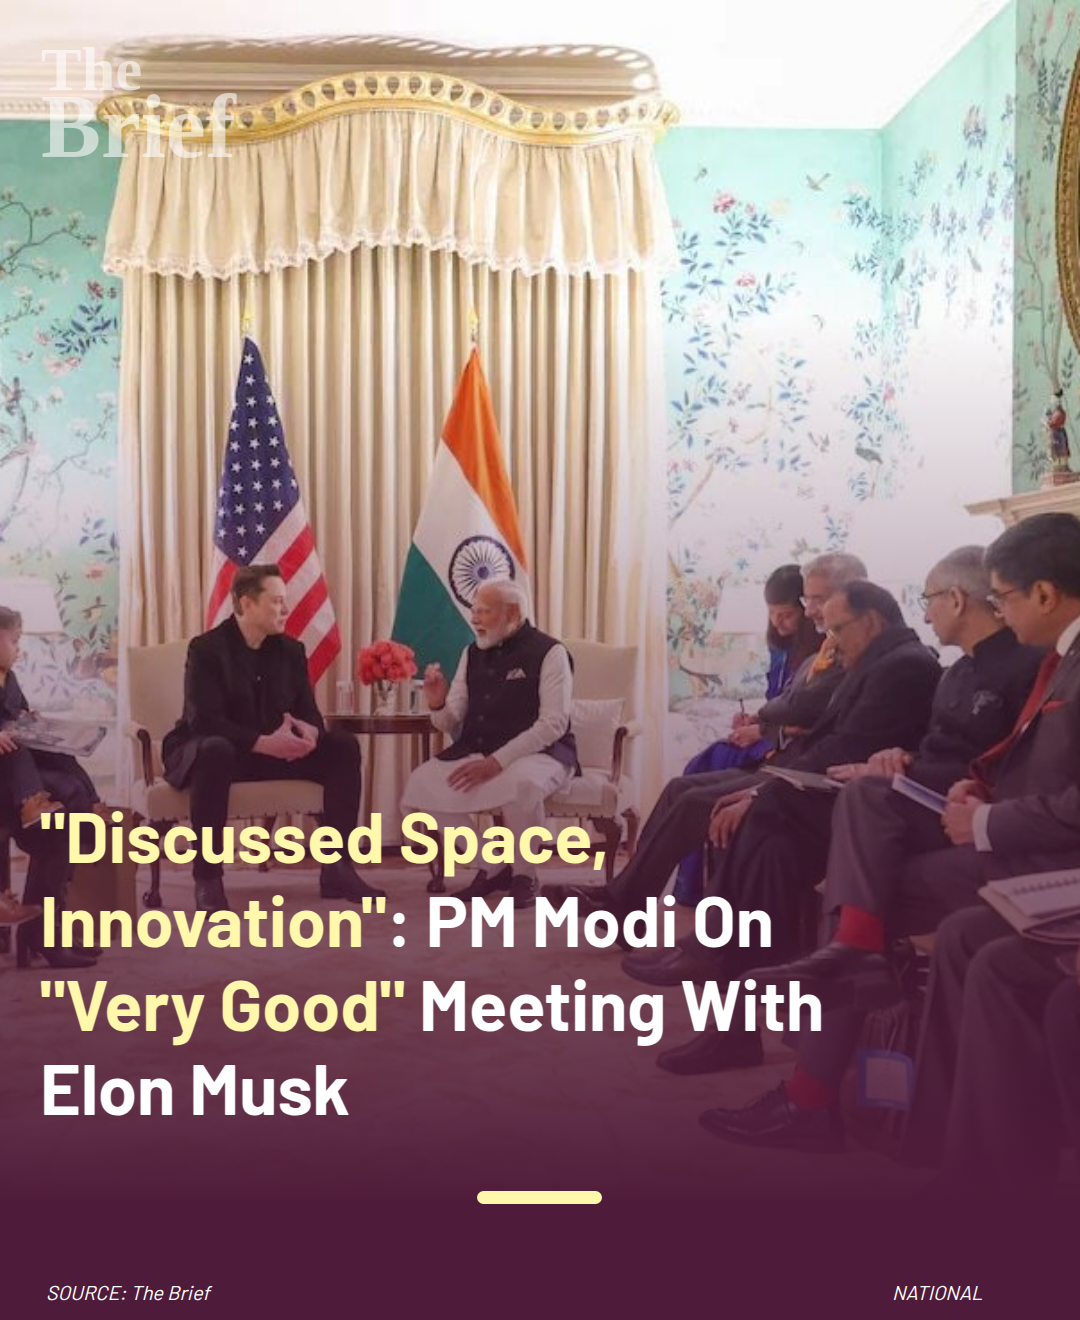 The
Brief
"Discussed Space,
Innovation": PM Modi On
"Very Good" Meeting With
Elon Musk
SOURCE: The Brief
NATIONAL